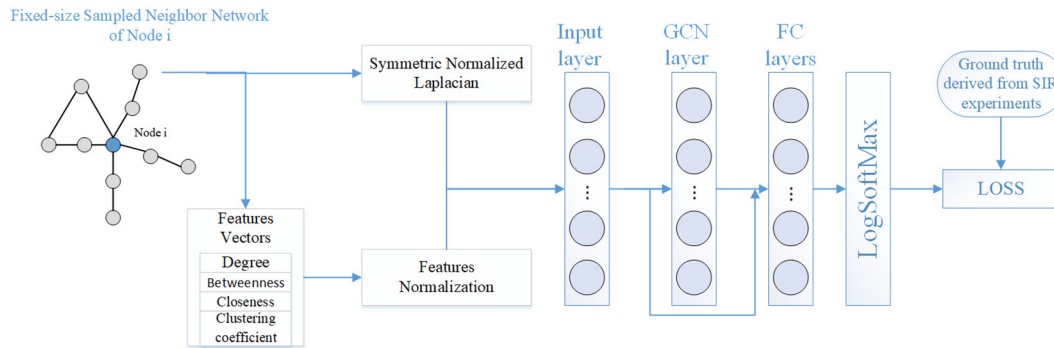 Fixed-size Sampled Neighbor Network
of Node i
Node i
Features
Vectors
Degree
Betweenness
Closeness
Clustering
coefficient
Symmetric Normalized
Laplacian
Features
Normalization
Input
layer
GCN
layer
FC
layers
LogSoftMax
Ground truth
derived from SIR
experiments
LOSS